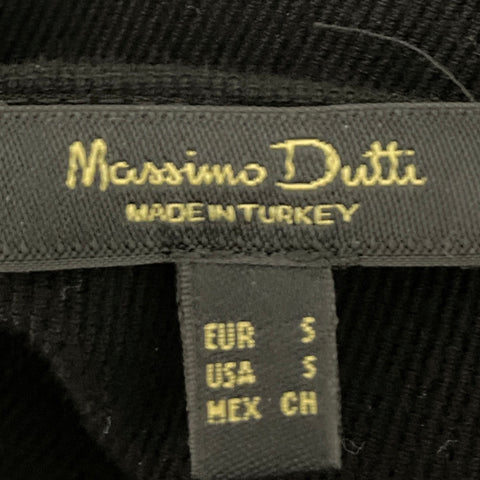 Massimo Dutti
MADE IN TURKEY
EUR S
USA S
MEX CH